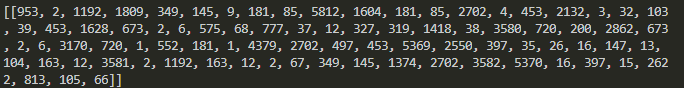 [[953, 2, 1192, 1809, 349, 145, 9, 181, 85, 5812, 1604, 181, 85, 2702, 4, 453, 2132, 3, 32, 103
, 39, 453, 1628, 673, 2, 6, 575, 68, 777, 37, 12, 327, 319, 1418, 38, 3580, 720, 200, 2862, 673
, 2, 6, 3170, 720, 1, 552, 181, 1, 4379, 2702, 497, 453, 5369, 2550, 397, 35, 26, 16, 147, 13,
104, 163, 12, 3581, 2, 1192, 163, 12, 2, 67, 349, 145, 1374, 2702, 3582, 5370, 16, 397, 15, 262
2, 813, 105, 66]]